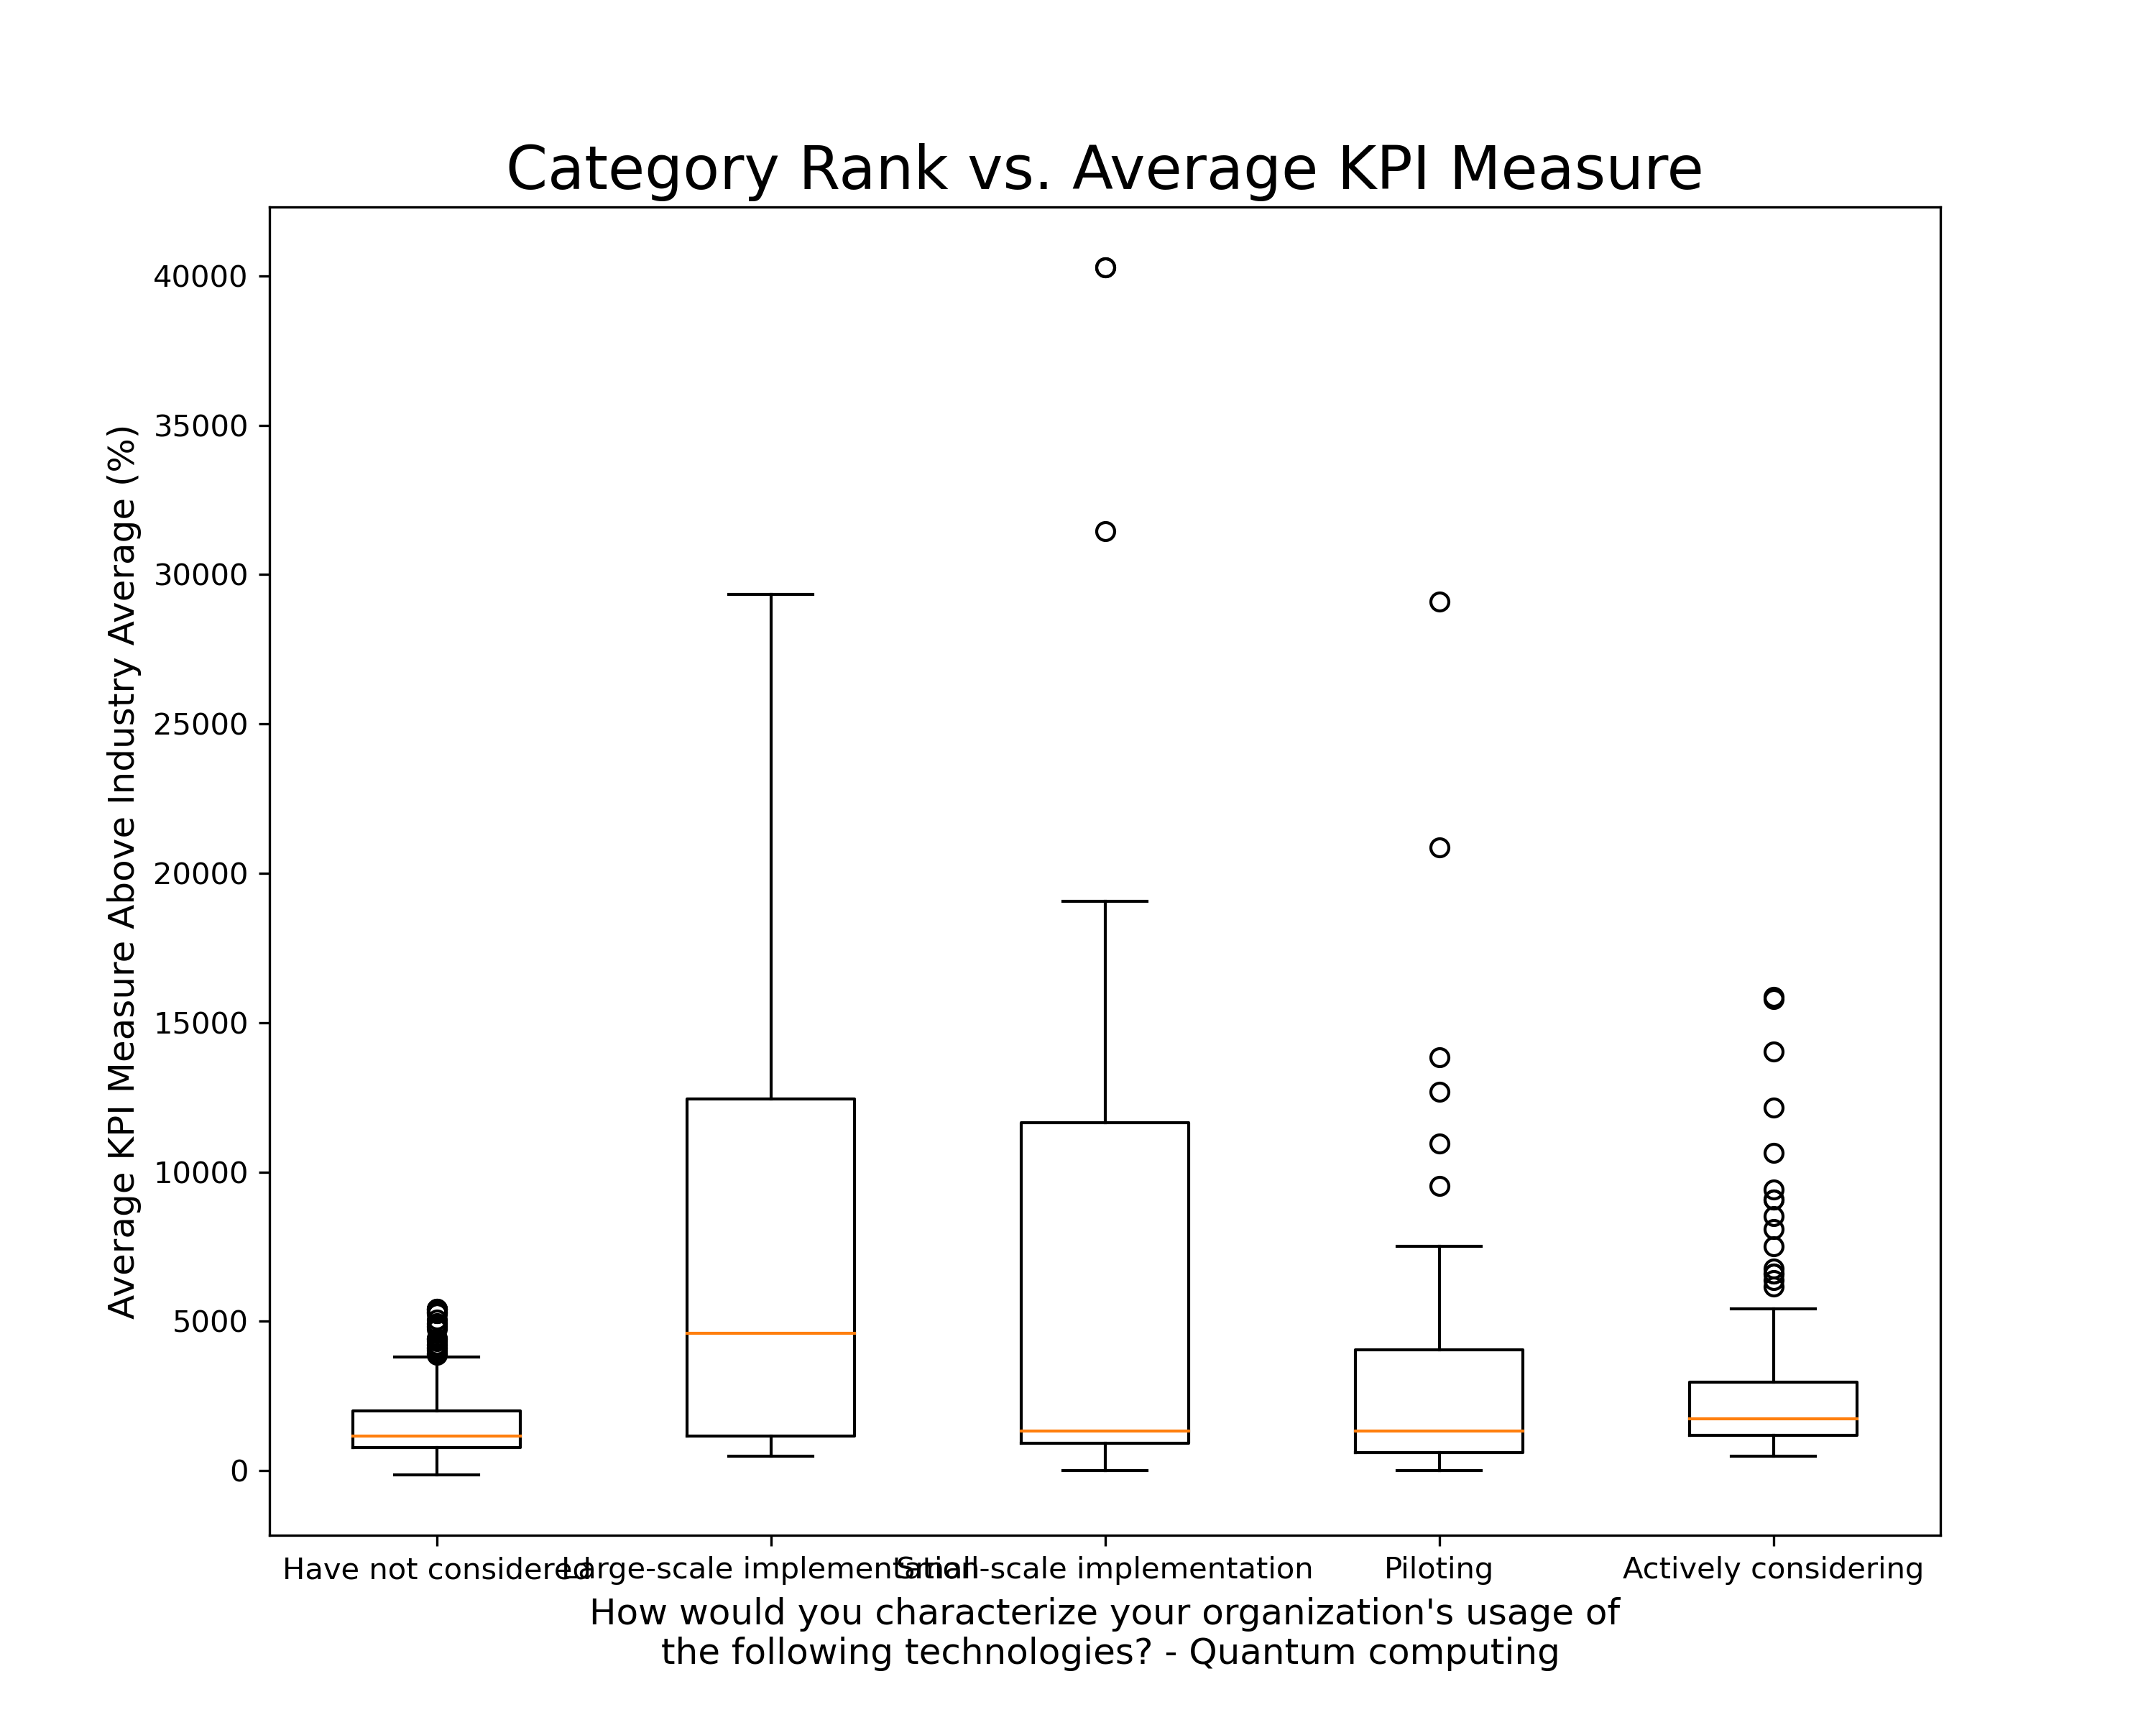 Category Rank vs. Average KPI Measure
Average KPI Measure Above Industry Average (%)
40000
35000
30000
25000
20000
15000
10000
5000
0
Have not considered Large-scale implementation Small-scale implementation Piloting Actively considering
How would you characterize your organization's usage of
the following technologies? - Quantum computing